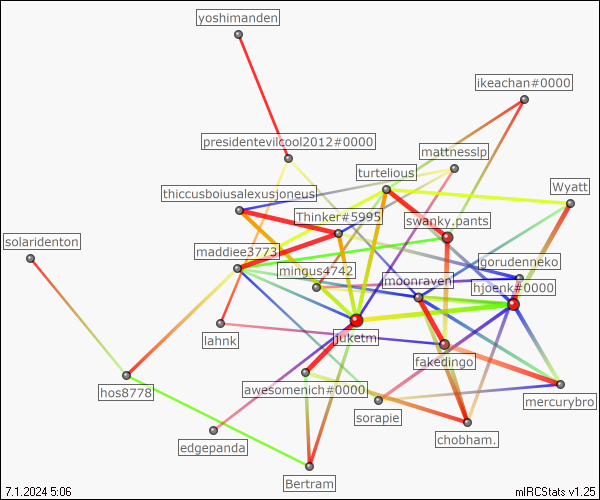 yoshimanden
ikeachan#0000
presidentevilcool2012#0000
mattnesslp
turtelious
thiccusboiusalexusjoneus
Wyatt
Thinker#5995
swanky.pants
solaridenton
maddiee3773
gorudenneko
mingus4742
moonraven
hjoenk#0000
lahnk
juketm
fakedingo
hos8778
awesomenich#0000
mercurybro
sorapie
chobham.
edgepanda
Bertram
7.1.2024 5:06
mIRCStats v1.25